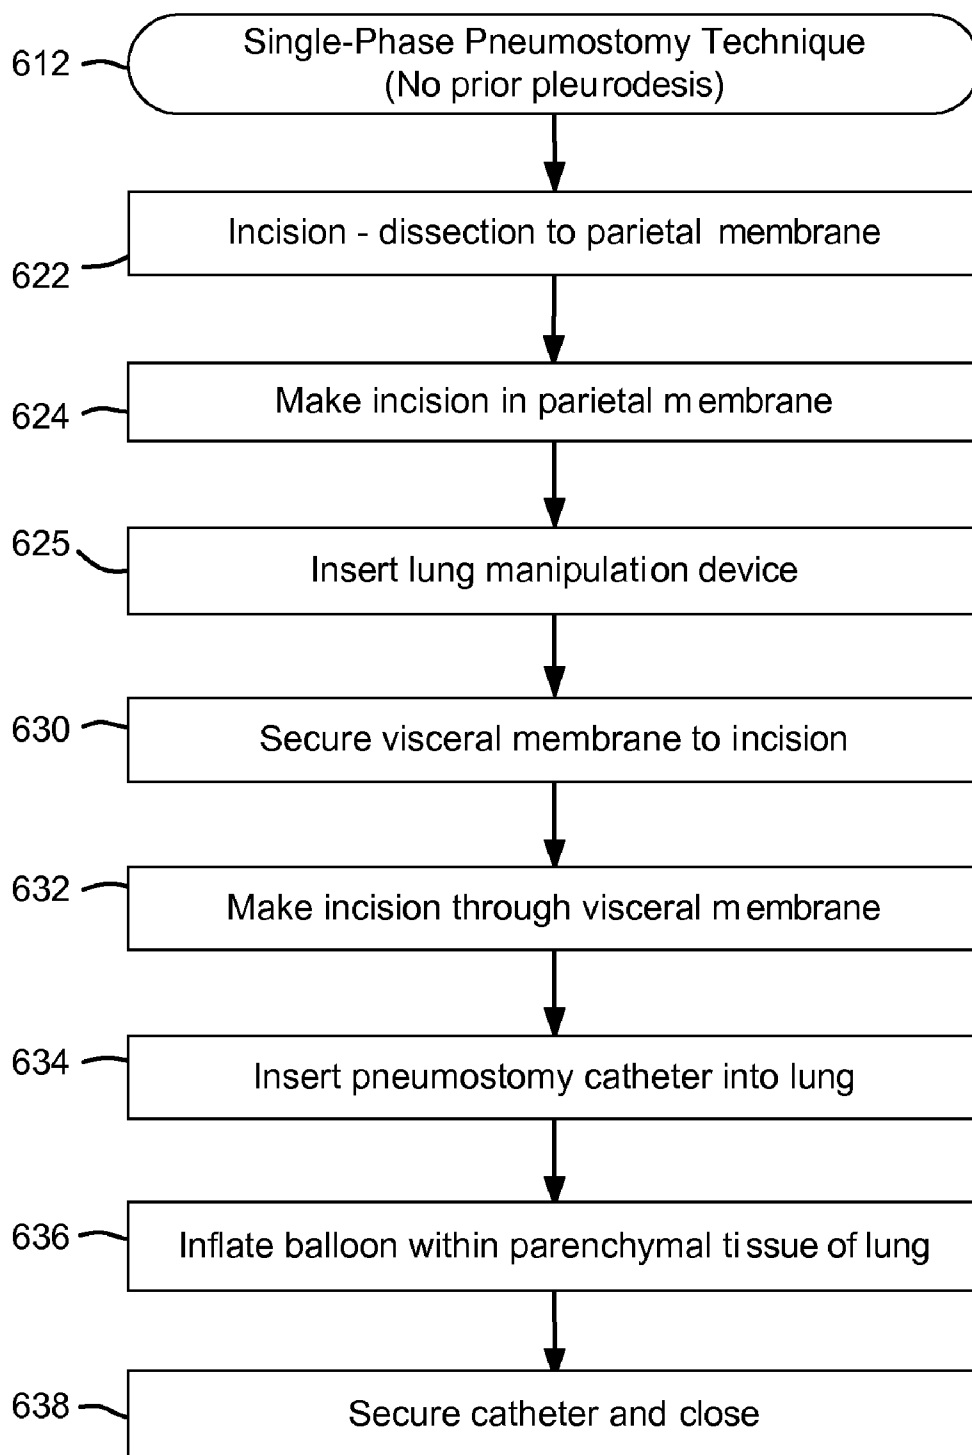 612
Single-Phase Pneumostomy Technique
(No prior pleurodesis)
Incision - dissection to parietal membrane
622
Make incision in parietal membrane
624
625
Insert lung manipulation device
630
Secure visceral membrane to incision
632
Make incision through visceral membrane
634
Insert pneumostomy catheter into lung
636
Inflate balloon within parenchymal tissue of lung
638
Secure catheter and close